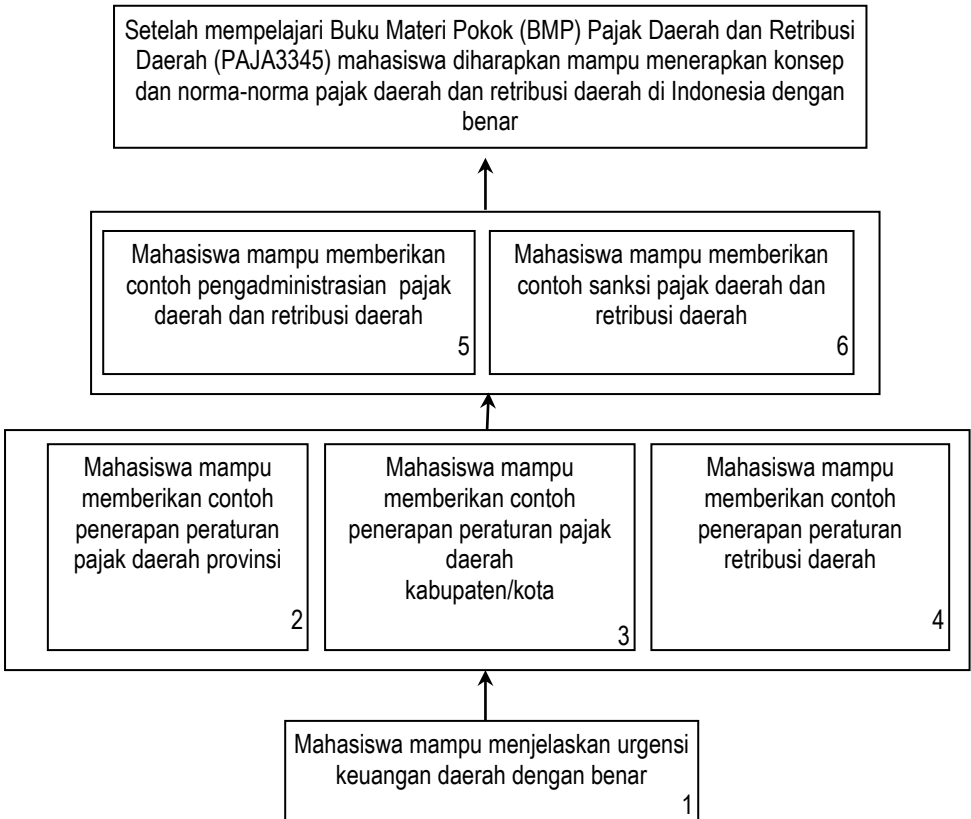 Setelah mempelajari Buku Materi Pokok (BMP) Pajak Daerah dan Retribusi
Daerah (PAJA3345) mahasiswa diharapkan mampu menerapkan konsep
dan norma-norma pajak daerah dan retribusi daerah di Indonesia dengan
benar
Mahasiswa mampu memberikan
contoh pengadministrasian pajak
daerah dan retribusi daerah
5
Mahasiswa mampu memberikan
contoh sanksi pajak daerah dan
retribusi daerah
6
Mahasiswa mampu
memberikan contoh
penerapan peraturan
pajak daerah provinsi
2
Mahasiswa mampu
memberikan contoh
penerapan peraturan pajak
daerah
kabupaten/kota
3
Mahasiswa mampu
memberikan contoh
penerapan peraturan
retribusi daerah
4
Mahasiswa mampu menjelaskan urgensi
keuangan daerah dengan benar
1